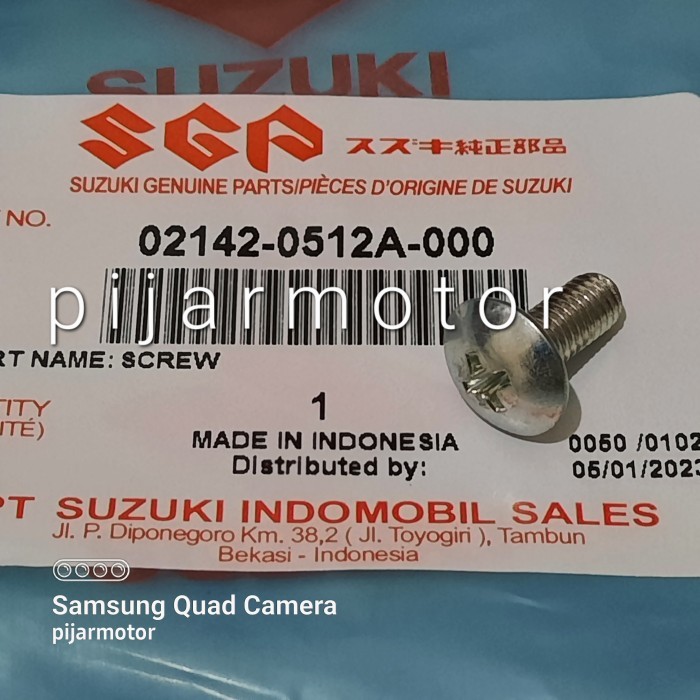 SUZUKI
SGP スズキ純正部品
SUZUKI GENUINE PARTS/PIÈCES D'ORIGINE DE SUZUKI
NO.
02142-0512A-000
pijarmotor
RT NAME: SCREW
ITY
ITÉ)
1
MADE IN INDONESIA
Distributed by:
0050 /0102
05/01/2023
PT SUZUKI INDOMOBIL SALES
Jl. P. Diponegoro Km. 38,2 ( Jl. Toyogiri ), Tambun
Bekasi - Indonesia
Samsung Quad Camera
pijarmotor